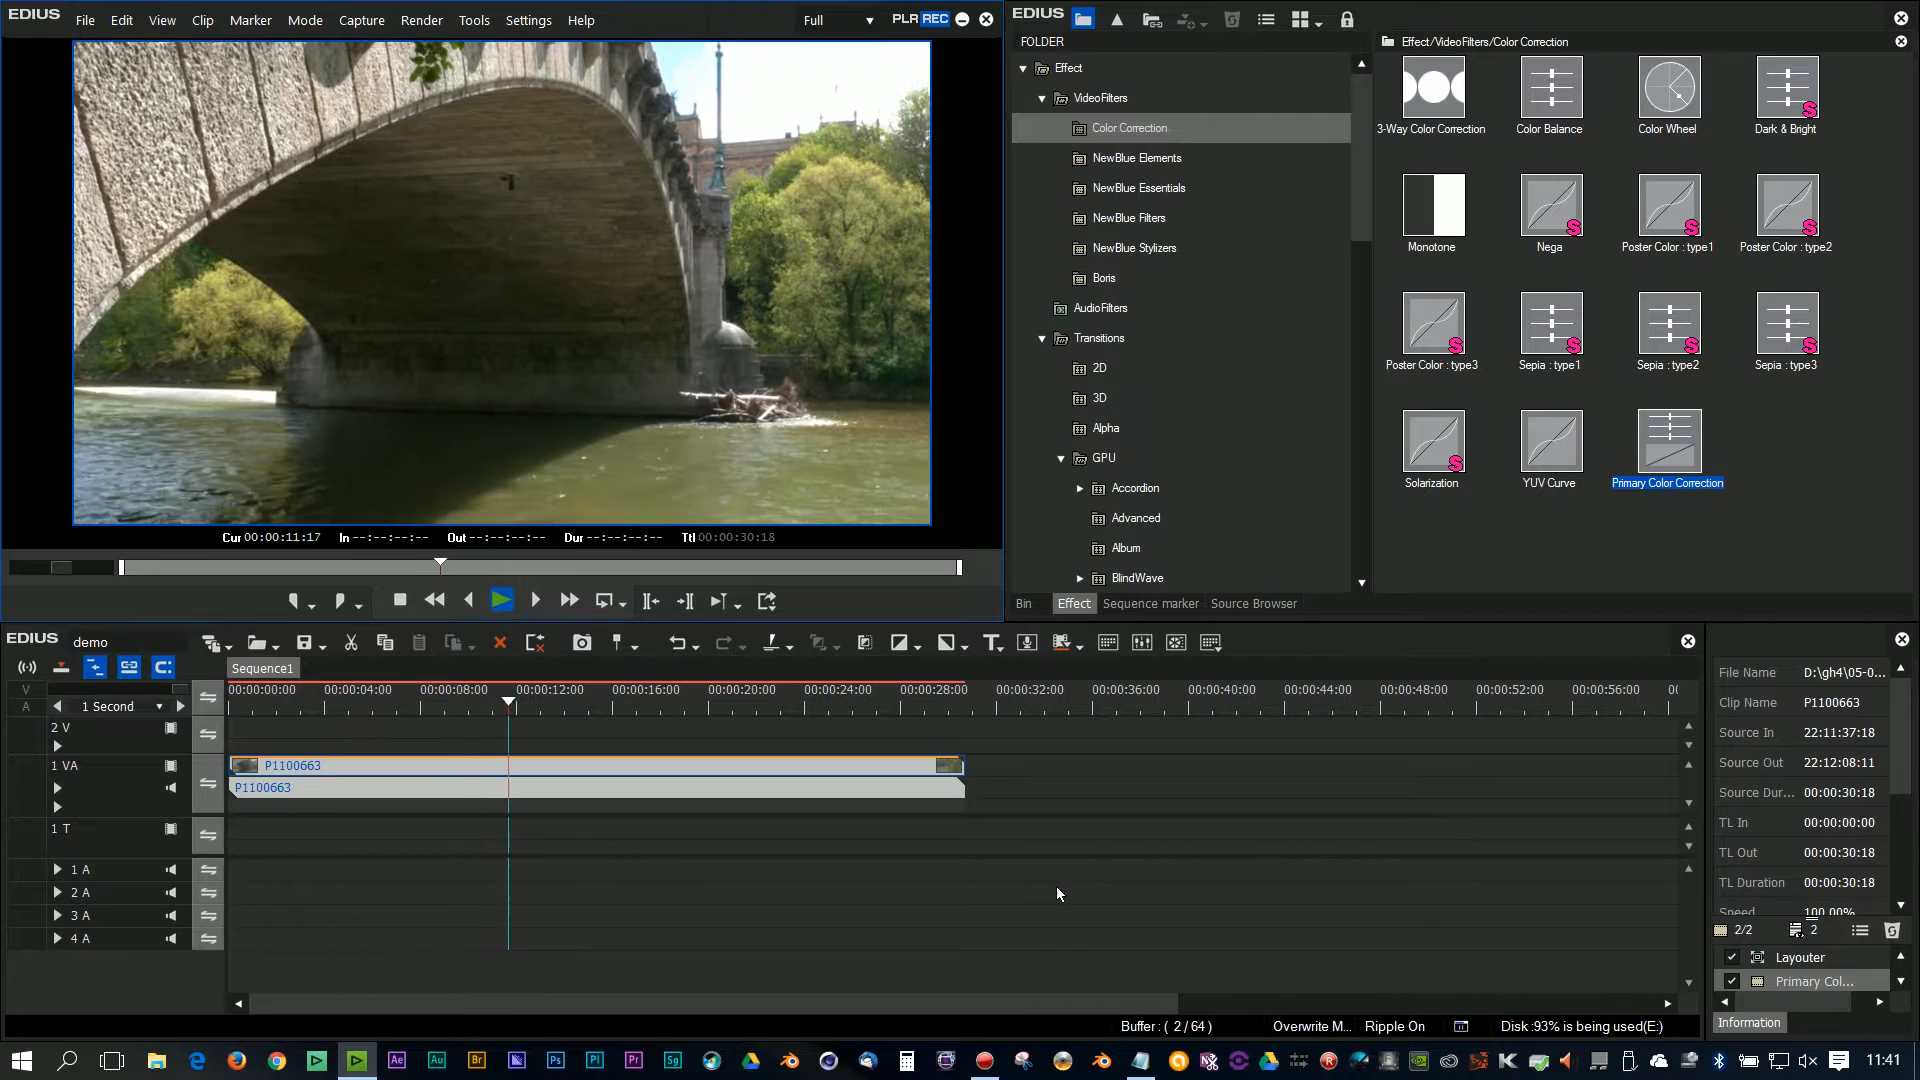 EDIUS File Edit View Clip Marker Mode Capture Render Tools Settings Help Full PLR REC
Cur 00:00:11:17 In --:--:--:-- Out --:--:--:-- Dur --:--:--:-- Ttl 00:00:30:18
EDIUS
FOLDER
Effect
VideoFilters
Color Correction
NewBlue Elements
NewBlue Essentials
NewBlue Filters
NewBlue Stylizers
Boris
AudioFilters
Transitions
2D
3D
Alpha
GPU
Accordion
Advanced
Album
BlindWave
Bin Effect Sequence marker Source Browser
Effect/VideoFilters/Color Correction
3-Way Color Correction Color Balance Color Wheel Dark & Bright
Monotone Nega Poster Color : type1 Poster Color : type2
Poster Color : type3 Sepia : type1 Sepia : type2 Sepia : type3
Solarization YUV Curve Primary Color Correction
EDIUS demo
Sequence1
V
A
1 Second
00:00:00:00 00:00:04:00 00:00:08:00 00:00:12:00 00:00:16:00 00:00:20:00 00:00:24:00 00:00:28:00 00:00:32:00 00:00:36:00 00:00:40:00 00:00:44:00 00:00:48:00 00:00:52:00 00:00:56:00
2 V
1 VA P1100663
P1100663
1 T
1 A
2 A
3 A
4 A
File Name D:\gh4\05-0...
Clip Name P1100663
Source In 22:11:37:18
Source Out 22:12:08:11
Source Dur... 00:00:30:18
TL In 00:00:00:00
TL Out 00:00:30:18
TL Duration 00:00:30:18
Speed 100.00%
2/2 2
Layouter
Primary Col...
Information
Buffer : ( 2 / 64 ) Overwrite M... Ripple On Disk :93% is being used(E:)
Ae Au Br Ps Pl Pr Sg 11:41